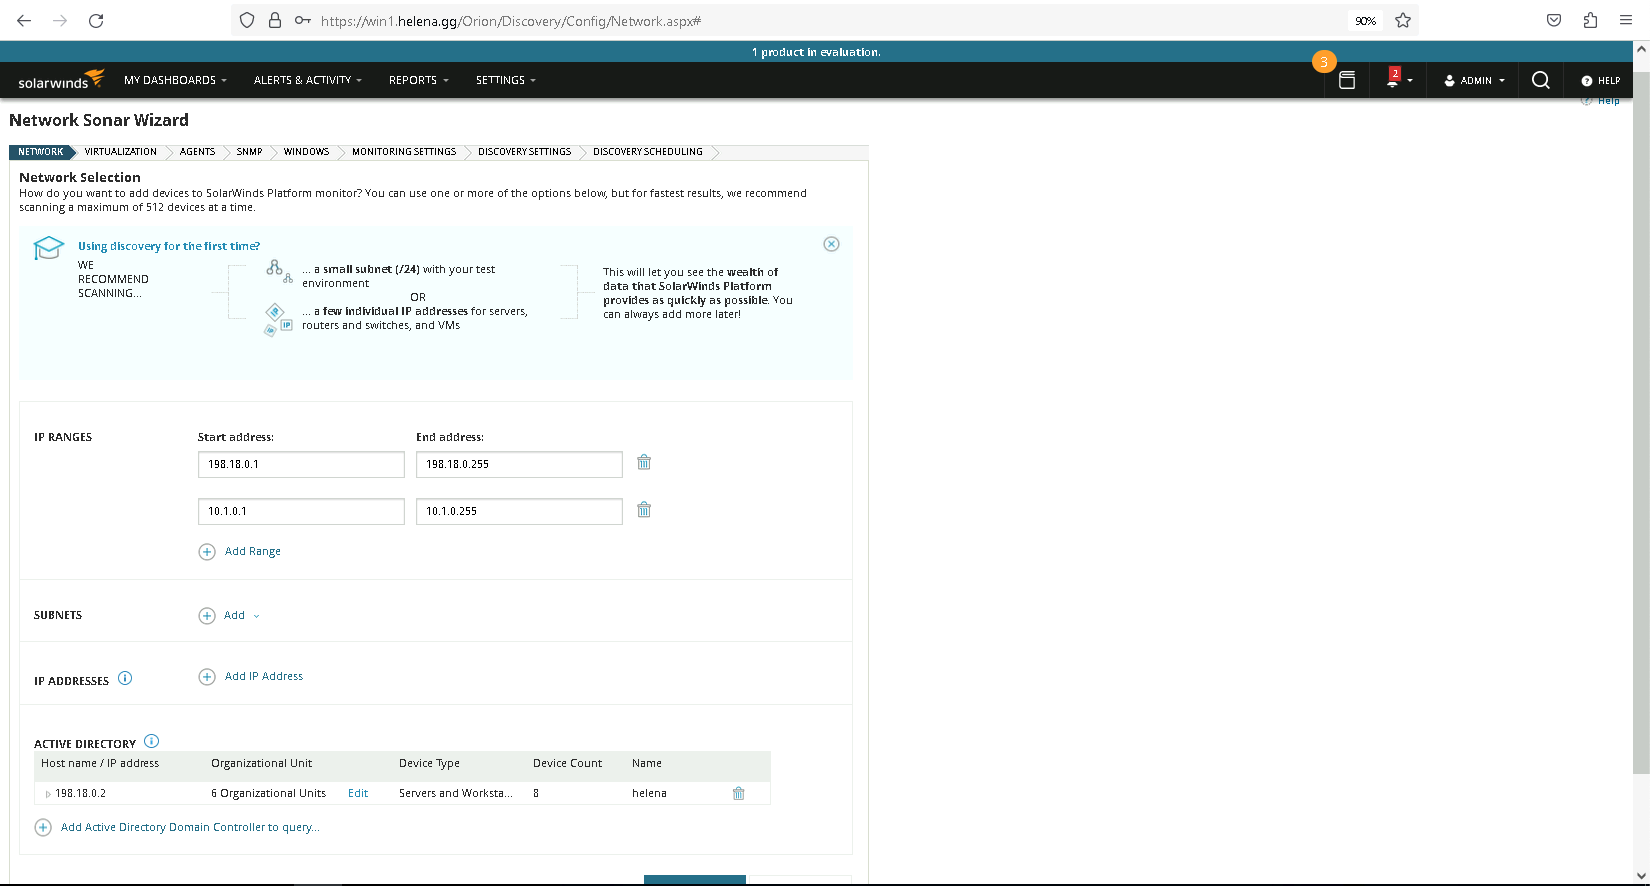 https://win1.helena.gg/Orion/Discovery/Config/Network.aspx#
90%
1 product in evaluation.
solarwinds
MY DASHBOARDS
ALERTS & ACTIVITY
REPORTS
SETTINGS
3
2
ADMIN
HELP
Help
Network Sonar Wizard
NETWORK
VIRTUALIZATION
AGENTS
SNMP
WINDOWS
MONITORING SETTINGS
DISCOVERY SETTINGS
DISCOVERY SCHEDULING
Network Selection
How do you want to add devices to SolarWinds Platform monitor? You can use one or more of the options below, but for fastest results, we recommend
scanning a maximum of 512 devices at a time.
Using discovery for the first time?
WE
RECOMMEND
SCANNING...
... a small subnet (/24) with your test
environment
OR
... a few individual IP addresses for servers,
routers and switches, and VMs
IP
IP
IP
This will let you see the wealth of
data that SolarWinds Platform
provides as quickly as possible. You
can always add more later!
IP RANGES
Start address:
End address:
198.18.0.1
198.18.0.255
10.1.0.1
10.1.0.255
Add Range
SUBNETS
Add
IP ADDRESSES
Add IP Address
ACTIVE DIRECTORY
Host name / IP address
Organizational Unit
Device Type
Device Count
Name
198.18.0.2
6 Organizational Units
Edit
Servers and Worksta...
8
helena
Add Active Directory Domain Controller to query...